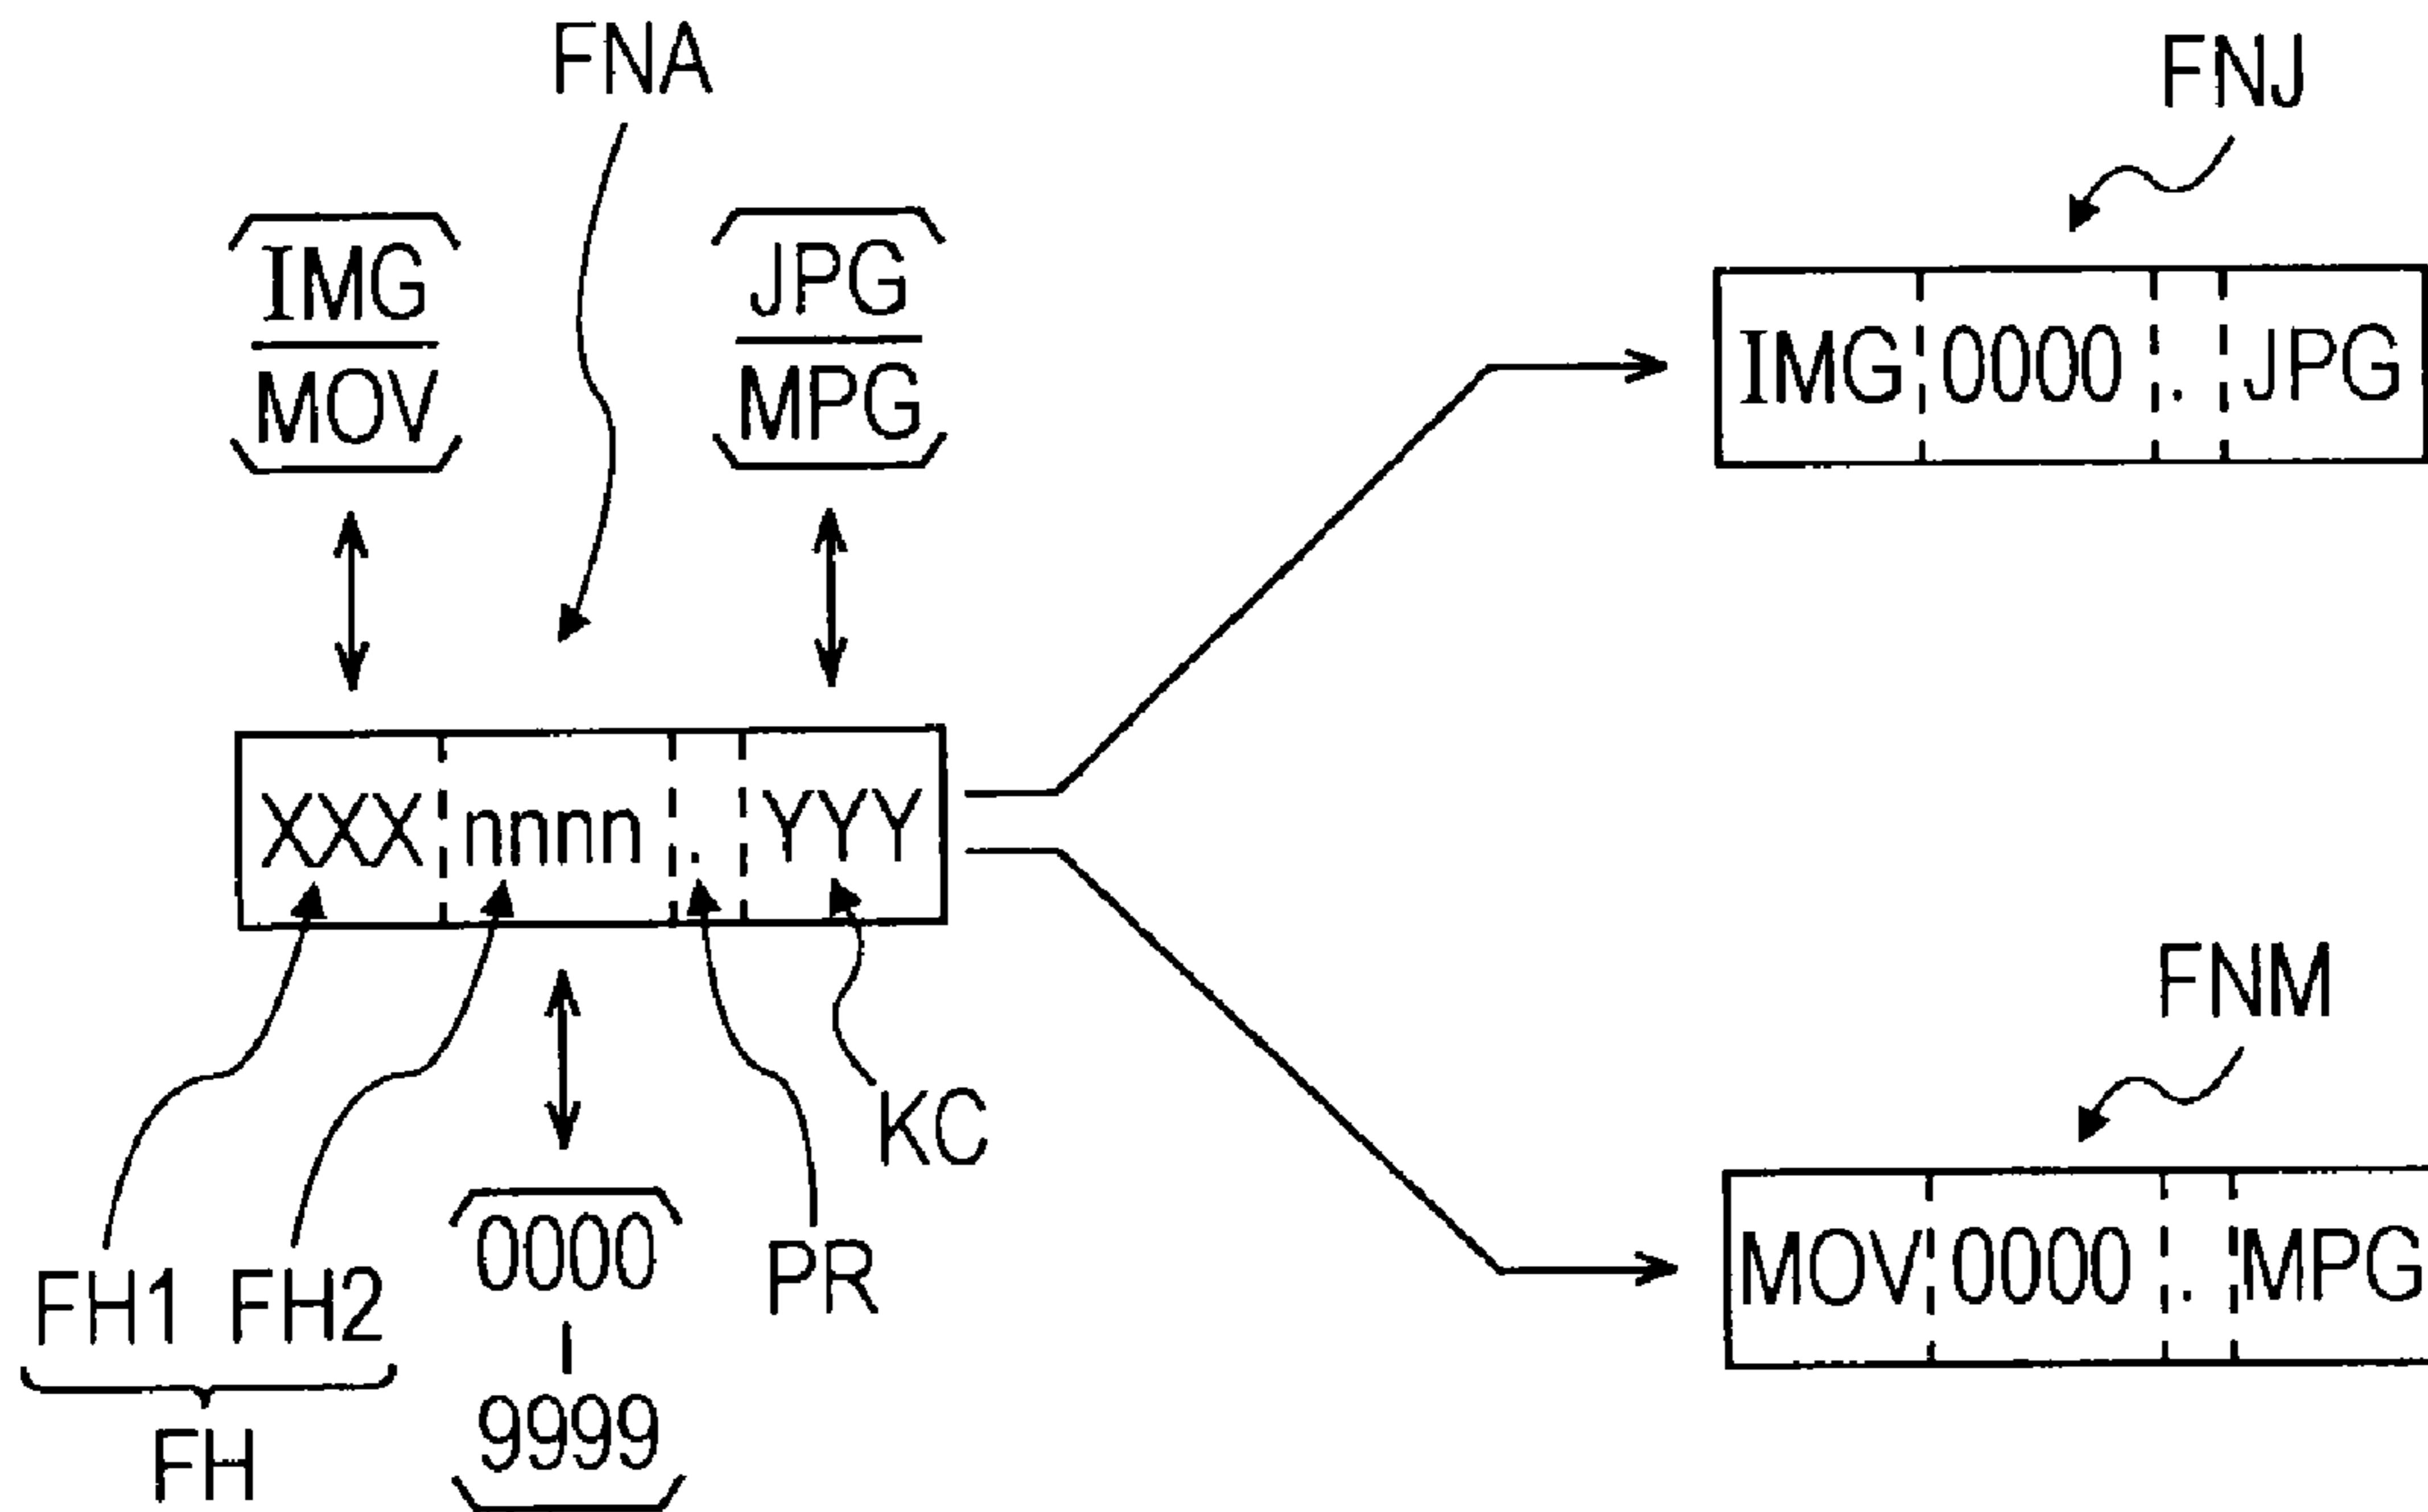 FNA
FNJ
IMG
MOV
JPG
MPG
IMG 0000 . JPG
XXX nnnn . YYY
FNM
KC
MOV 0000 . MPG
0000
|
9999
PR
FH1 FH2
FH